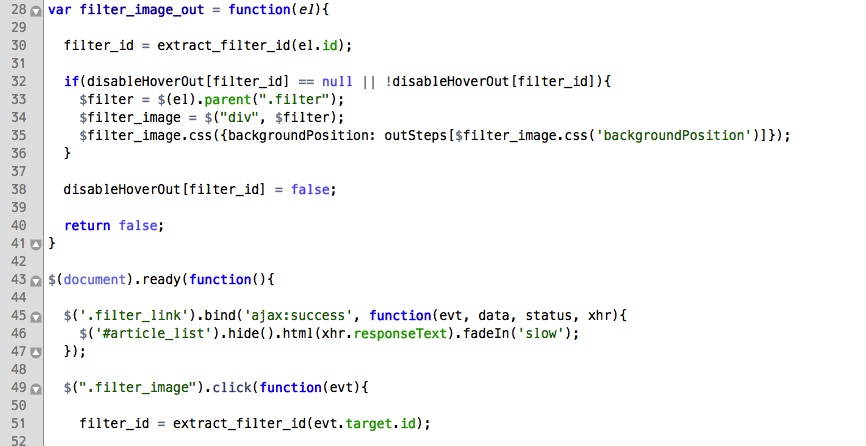 28 var filter_image_out = function(el){
29
30 filter_id = extract_filter_id(el.id);
31
32 if(disableHoverOut[filter_id] == null || !disableHoverOut[filter_id]){
33 $filter = $(el).parent(".filter");
34 $filter_image = $("div", $filter);
35 $filter_image.css({backgroundPosition: outSteps[$filter_image.css('backgroundPosition')]});
36 }
37
38 disableHoverOut[filter_id] = false;
39
40 return false;
41 }
42
43 $(document).ready(function(){
44
45 $('.filter_link').bind('ajax:success', function(evt, data, status, xhr){
46 $('#article_list').hide().html(xhr.responseText).fadeIn('slow');
47 });
48
49 $(".filter_image").click(function(evt){
50
51 filter_id = extract_filter_id(evt.target.id);
52